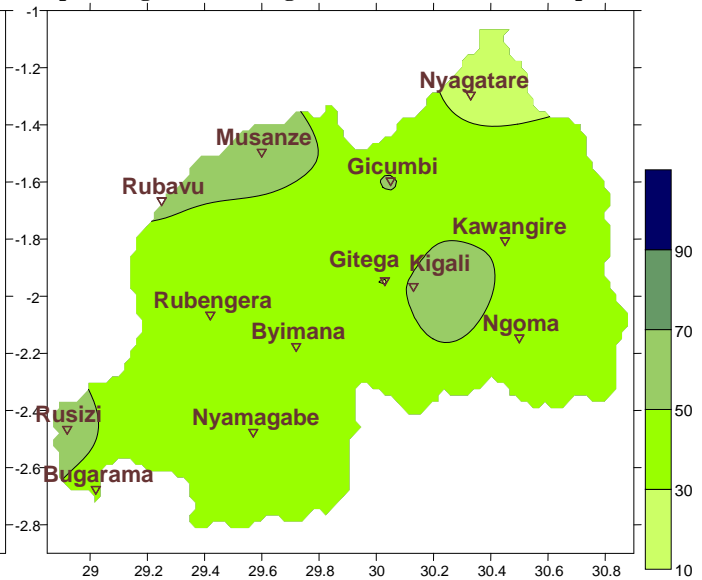 -1
-1.2
Nyagatare
-1.4
Musanze
Gicumbi
-1.6
Rubavu
Kawangire
-1.8
Gitega Kigali
90
-2
Rubengera
Ngoma
Byimana
70
-2.2
-2.4
Rusizi
Nyamagabe
50
-2.6
Bugarama
30
-2.8
29 29.2 29.4 29.6 29.8 30 30.2 30.4 30.6 30.8
10